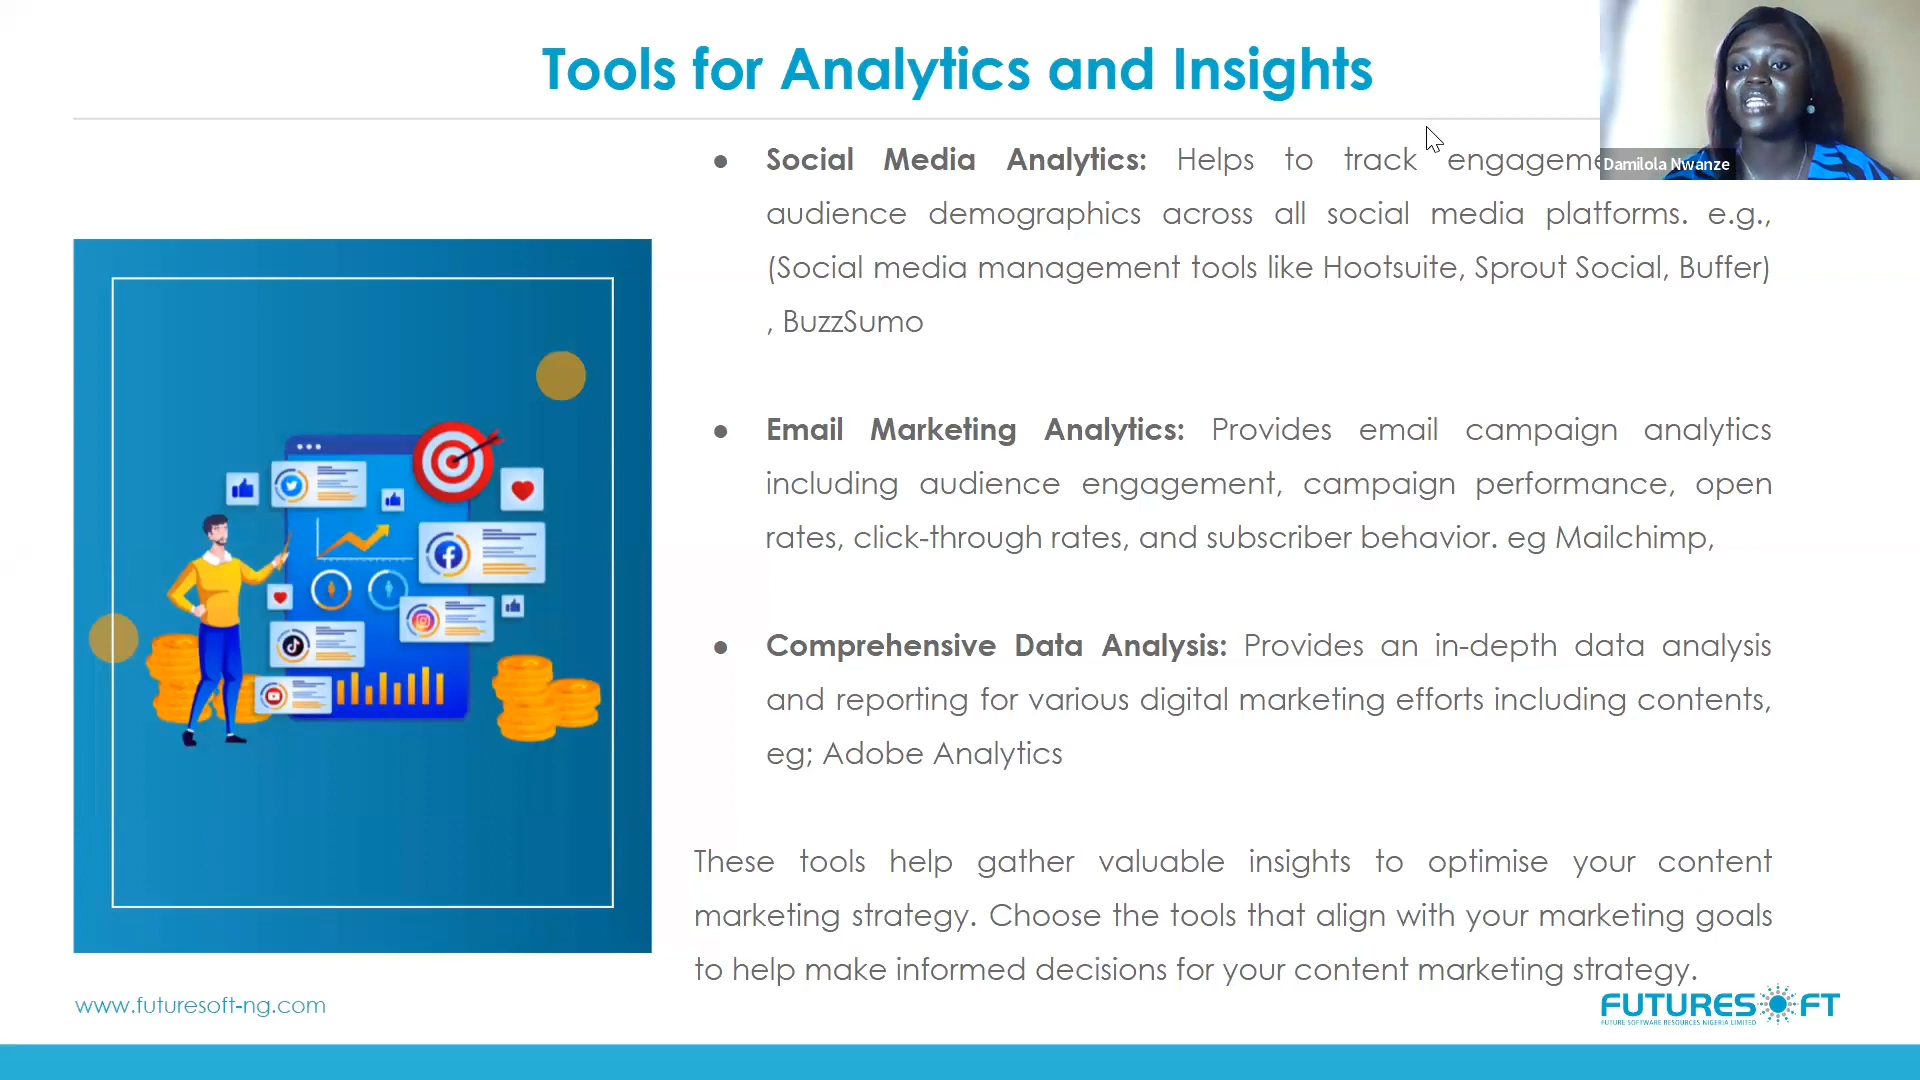 Tools for Analytics and Insights
Damilola Nwanze
● Social Media Analytics: Helps to track
audience demographics across all social media platforms. e.g.,
(Social media management tools like Hootsuite, Sprout Social, Buffer)
, BuzzSumo
● Email Marketing Analytics: Provides email campaign analytics
including audience engagement, campaign performance, open
rates, click-through rates, and subscriber behavior. eg Mailchimp,
● Comprehensive Data Analysis: Provides an in-depth data analysis
and reporting for various digital marketing efforts including contents,
eg; Adobe Analytics
These tools help gather valuable insights to optimise your content
marketing strategy. Choose the tools that align with your marketing goals
to help make informed decisions for your content marketing strategy.
www.futuresoft-ng.com
FUTURESOFT
FUTURE SOFTWARE RESOURCES NIGERIA LIMITED